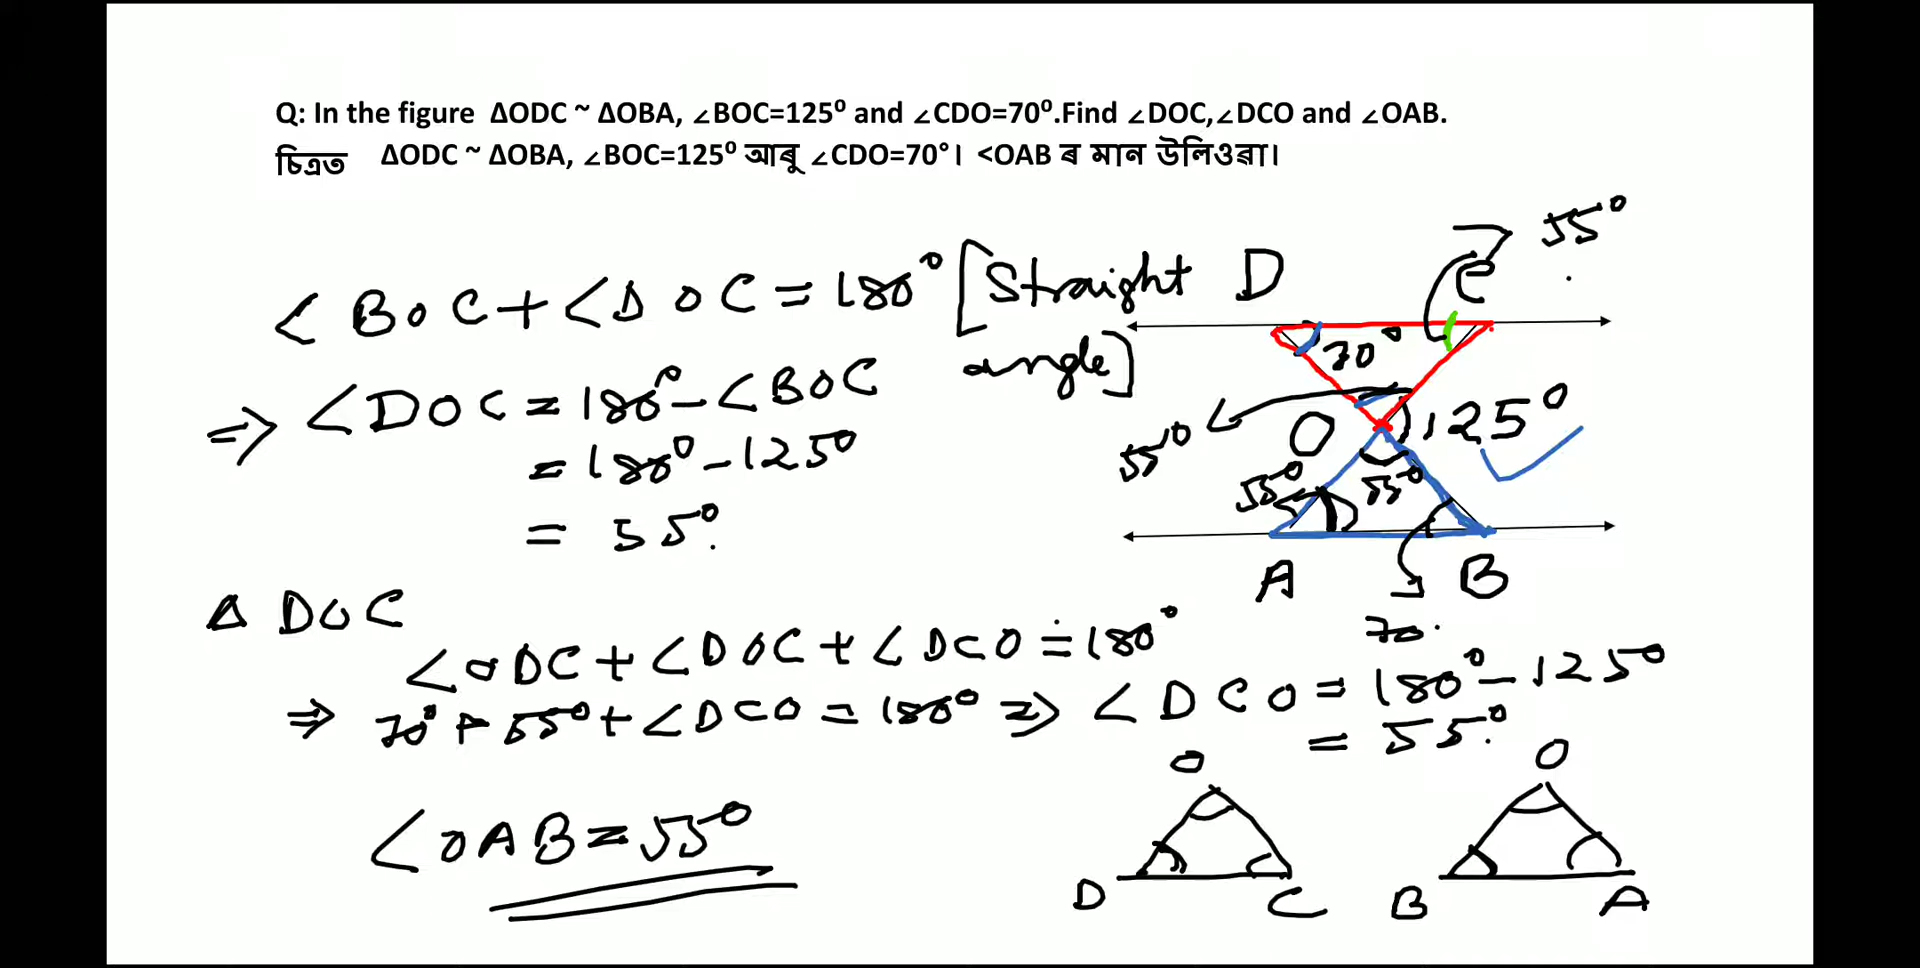 Q: In the figure ΔODC ~ ΔOBA, ∠BOC=125⁰ and ∠CDO=70⁰.Find ∠DOC,∠DCO and ∠OAB.
চিত্ৰত ΔODC ~ ΔOBA, ∠BOC=125⁰ আৰু ∠CDO=70°। <OAB ৰ মান উলিওৱা।
55°
∠BOC+∠DOC=180° [Straight angle]
D C
70°
⇒ ∠DOC=180°-∠BOC
O 125°
55°
=180°-125°
55° 55°
= 55°.
A B
70.
Δ DOC
∠ODC+∠DOC+∠DCO=180°
⇒ 70°+55°+∠DCO=180° ⇒ ∠DCO=180°-125°
= 55°.
∠OAB=55°
O O
D C B A